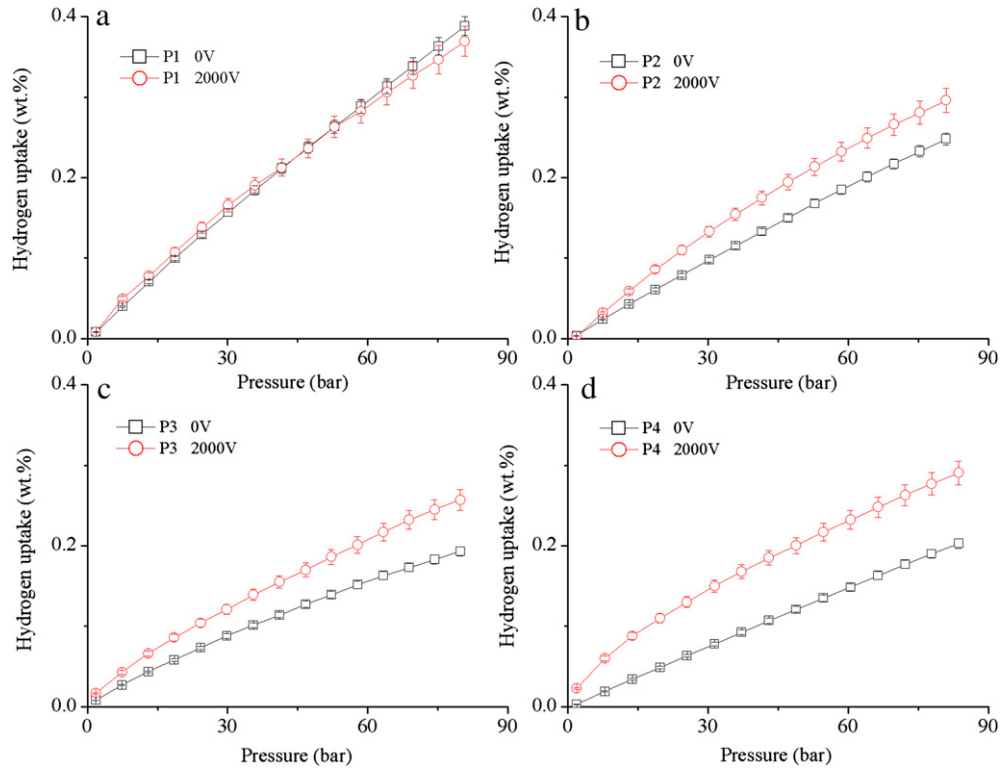 a
0.4
P1 0V
P1 2000V
Hydrogen uptake (wt.%)
0.2
0.0
0 30 60 90
Pressure (bar)
b
0.4
P2 0V
P2 2000V
Hydrogen uptake (wt.%)
0.2
0.0
0 30 60 90
Pressure (bar)
c
0.4
P3 0V
P3 2000V
Hydrogen uptake (wt.%)
0.2
0.0
0 30 60 90
Pressure (bar)
d
0.4
P4 0V
P4 2000V
Hydrogen uptake (wt.%)
0.2
0.0
0 30 60 90
Pressure (bar)